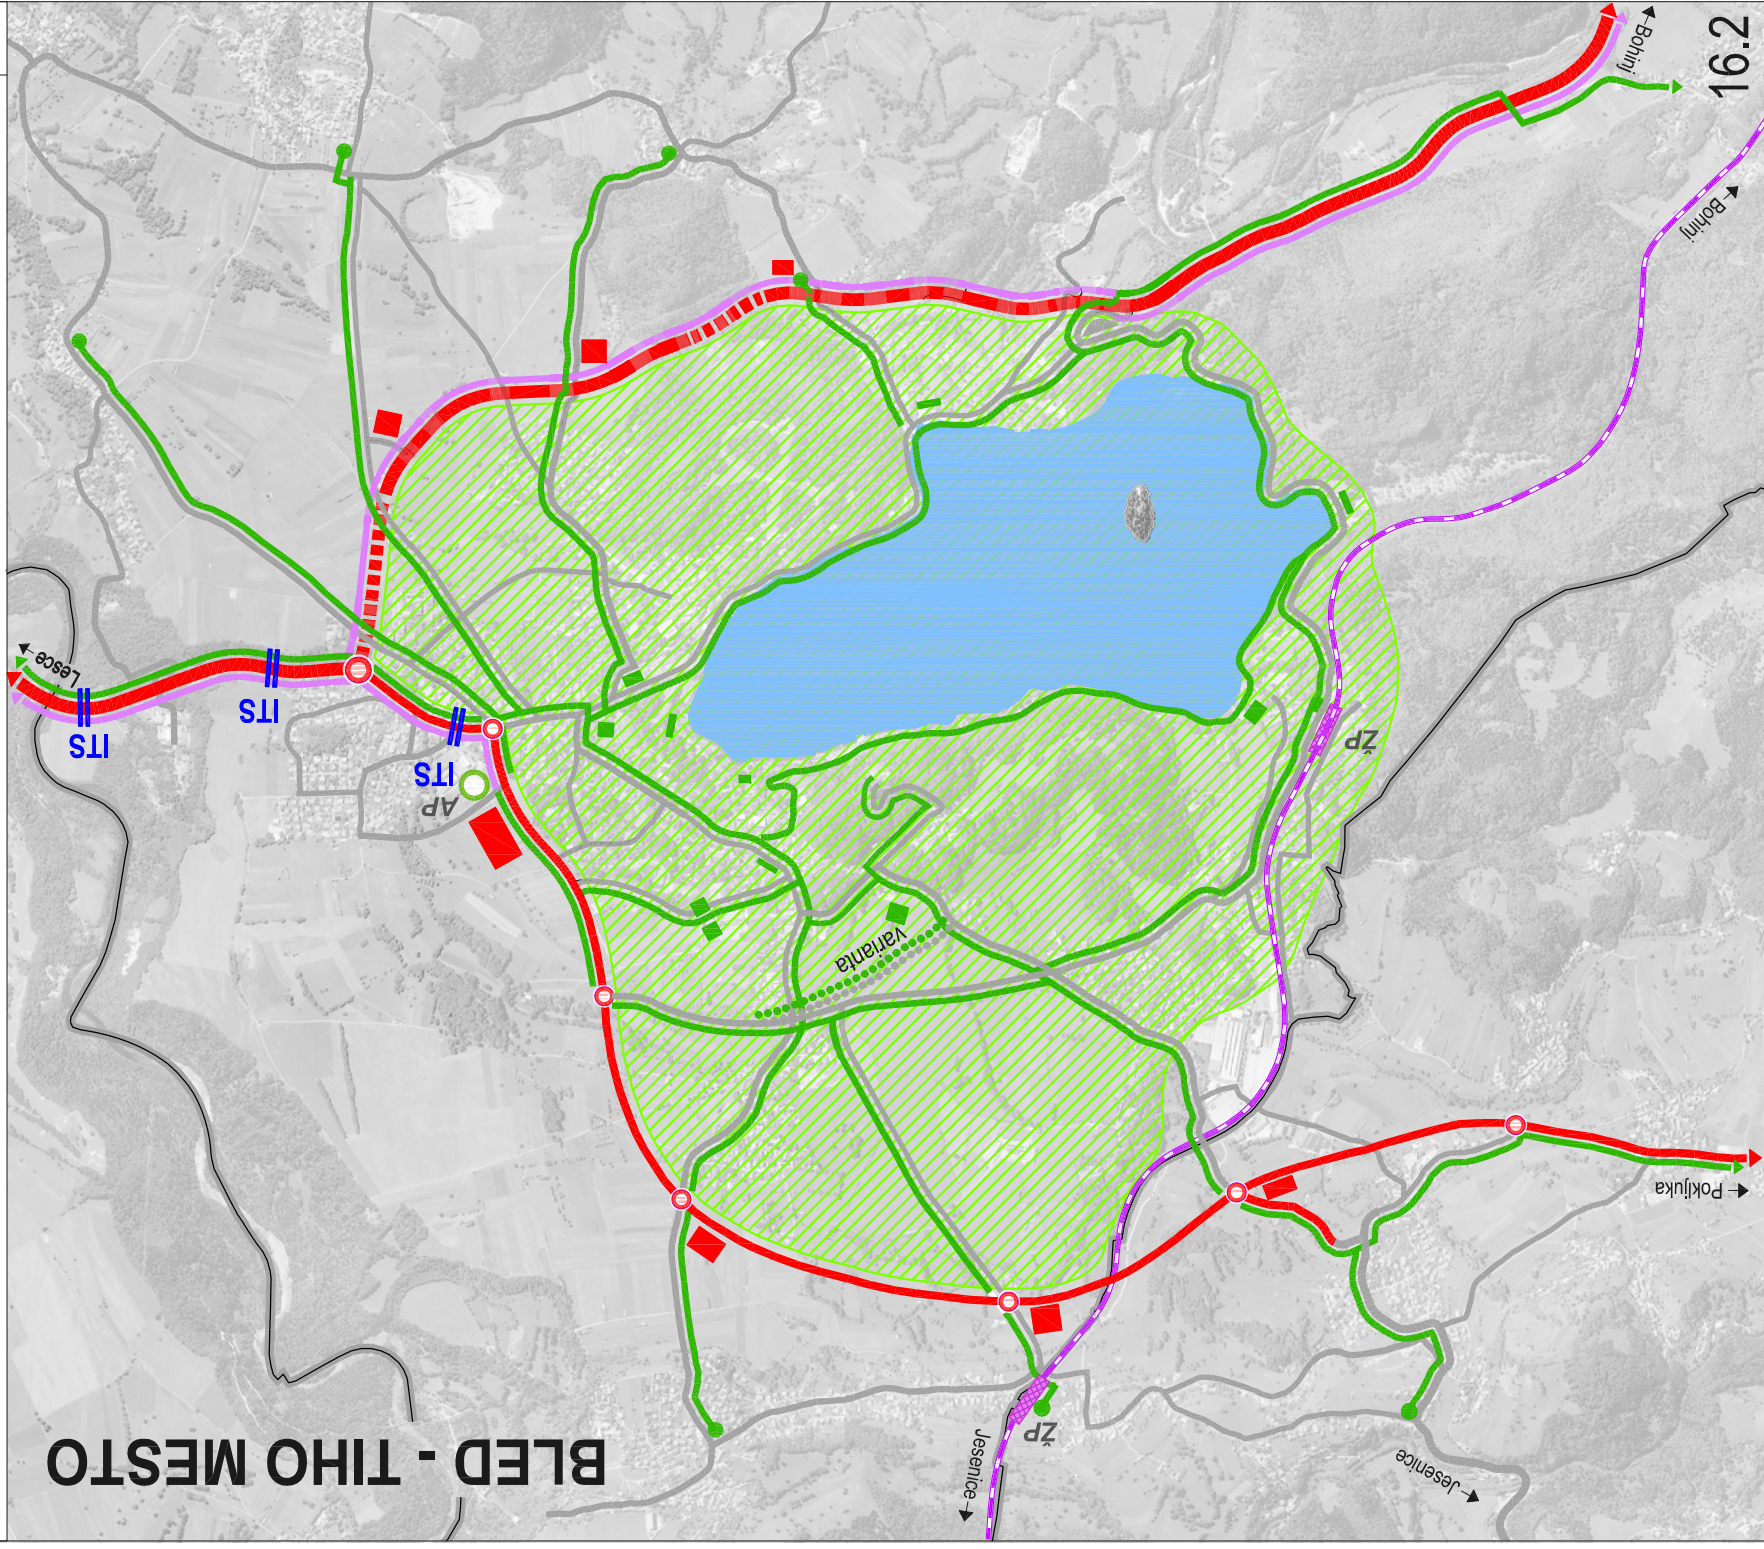 BLED - TIHO MESTO
Jesenice
Jesenice
ŽP
Pokljuka
varianta
AP
ITS
ITS
ITS
ŽP
Lesce
Bohinj
Bohinj
16.2